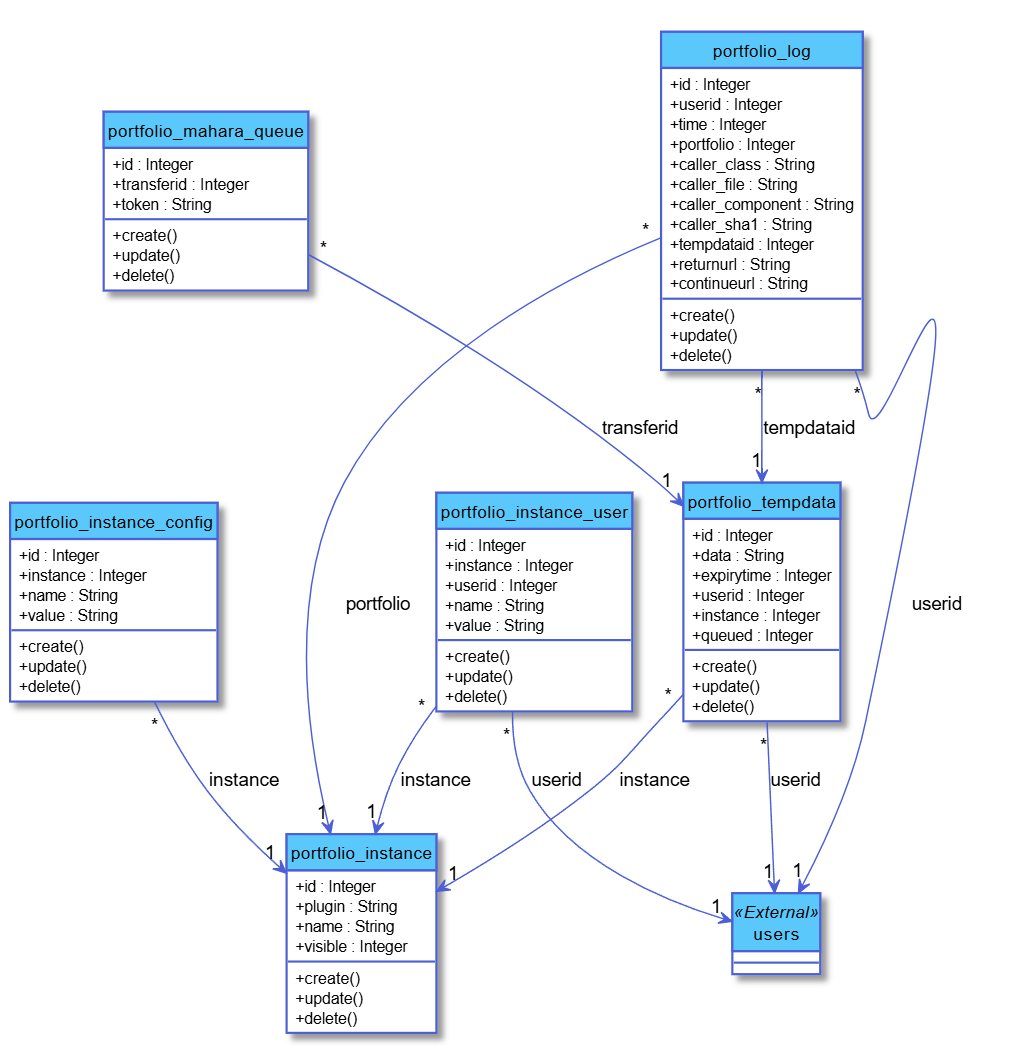 portfolio_log
+id : Integer
+userid : Integer
+time : Integer
+portfolio : Integer
+caller_class : String
+caller_file : String
+caller_component : String
+caller_sha1 : String
+tempdataid : Integer
+returnurl : String
+continueurl : String
+create()
+update()
+delete()
portfolio_mahara_queue
+id : Integer
+transferid : Integer
+token : String
+create()
+update()
+delete()
*
*
*
*
transferid
tempdataid
1
1
userid
portfolio
portfolio_instance_config
+id : Integer
+instance : Integer
+name : String
+value : String
+create()
+update()
+delete()
portfolio_instance_user
+id : Integer
+instance : Integer
+userid : Integer
+name : String
+value : String
+create()
+update()
+delete()
portfolio_tempdata
+id : Integer
+data : String
+expirytime : Integer
+userid : Integer
+instance : Integer
+queued : Integer
+create()
+update()
+delete()
*
*
*
*
*
instance
instance
userid
instance
userid
1
1
1
1
1
1
1
portfolio_instance
+id : Integer
+plugin : String
+name : String
+visible : Integer
+create()
+update()
+delete()
«External»
users